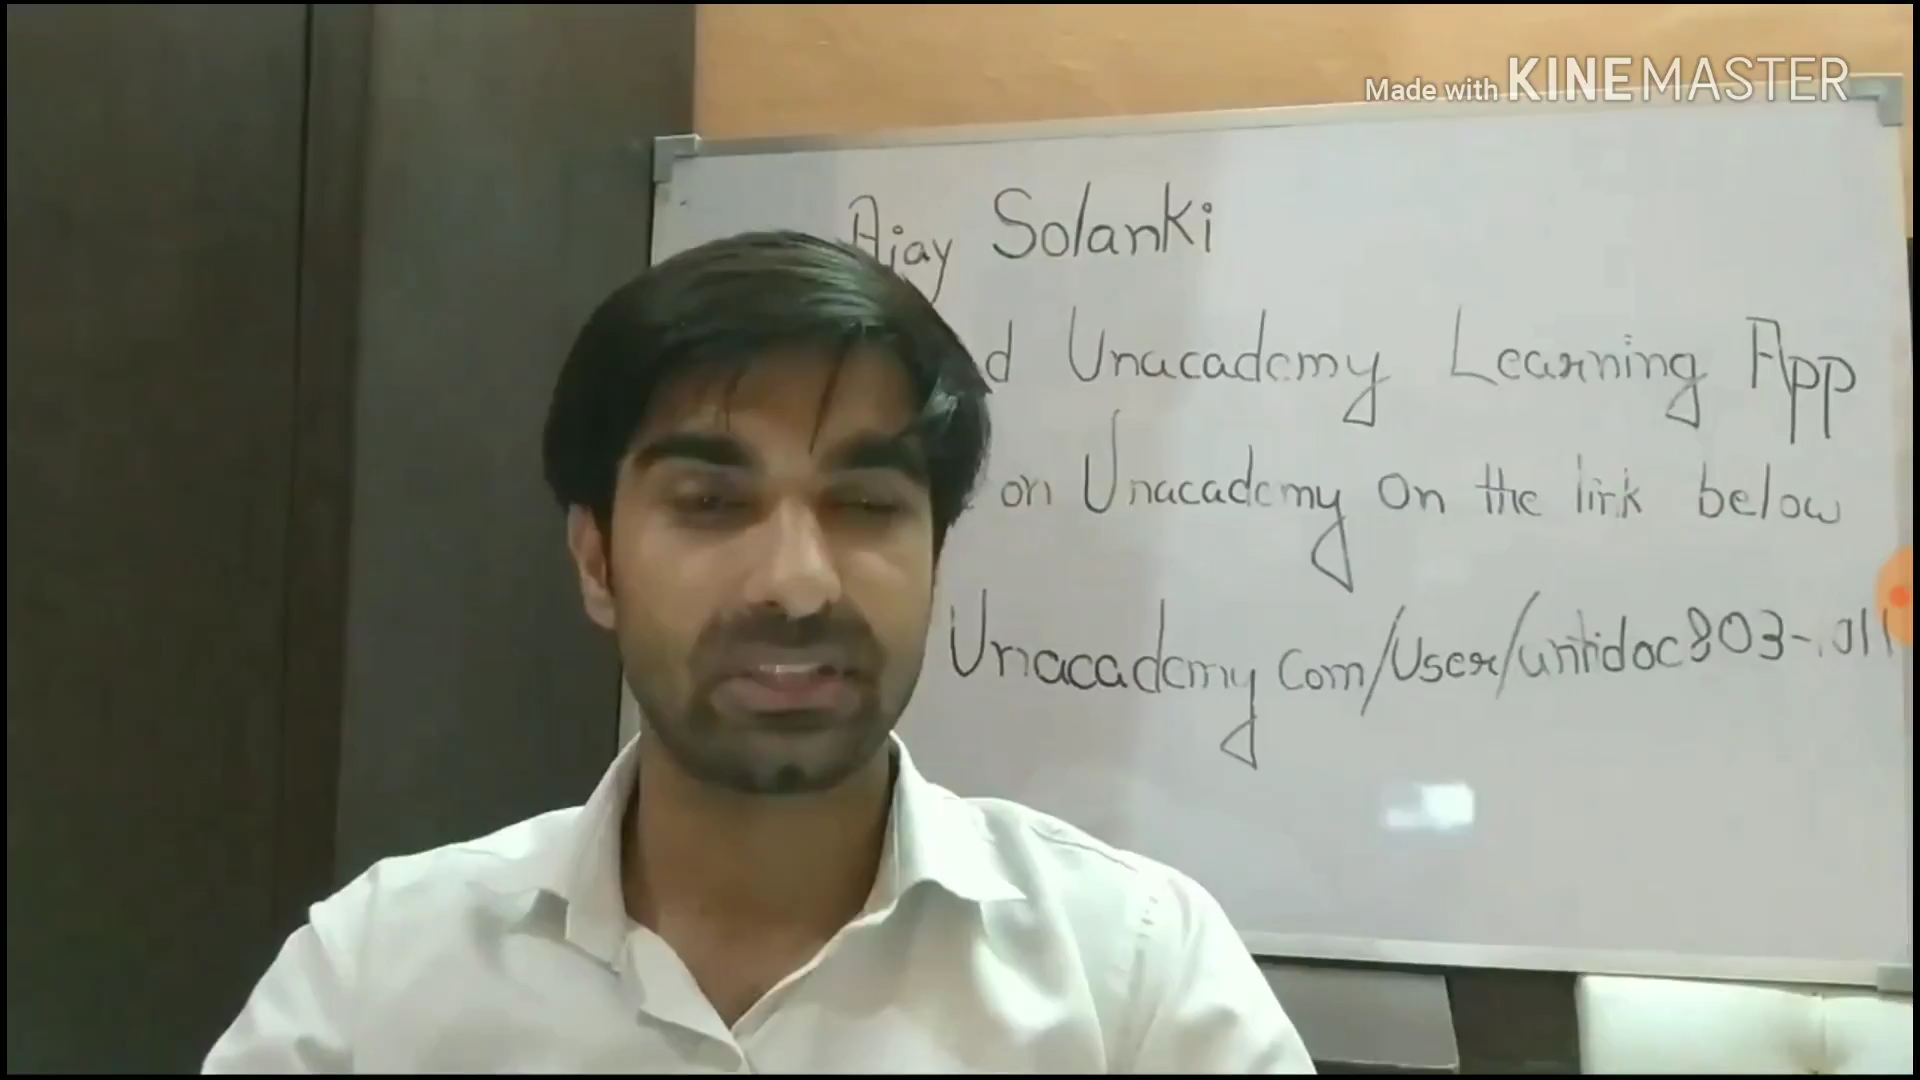 Made with KINEMASTER
Ajay Solanki
d Unacademy Learning App
on Unacademy On the link below
Unacademy.com/User/